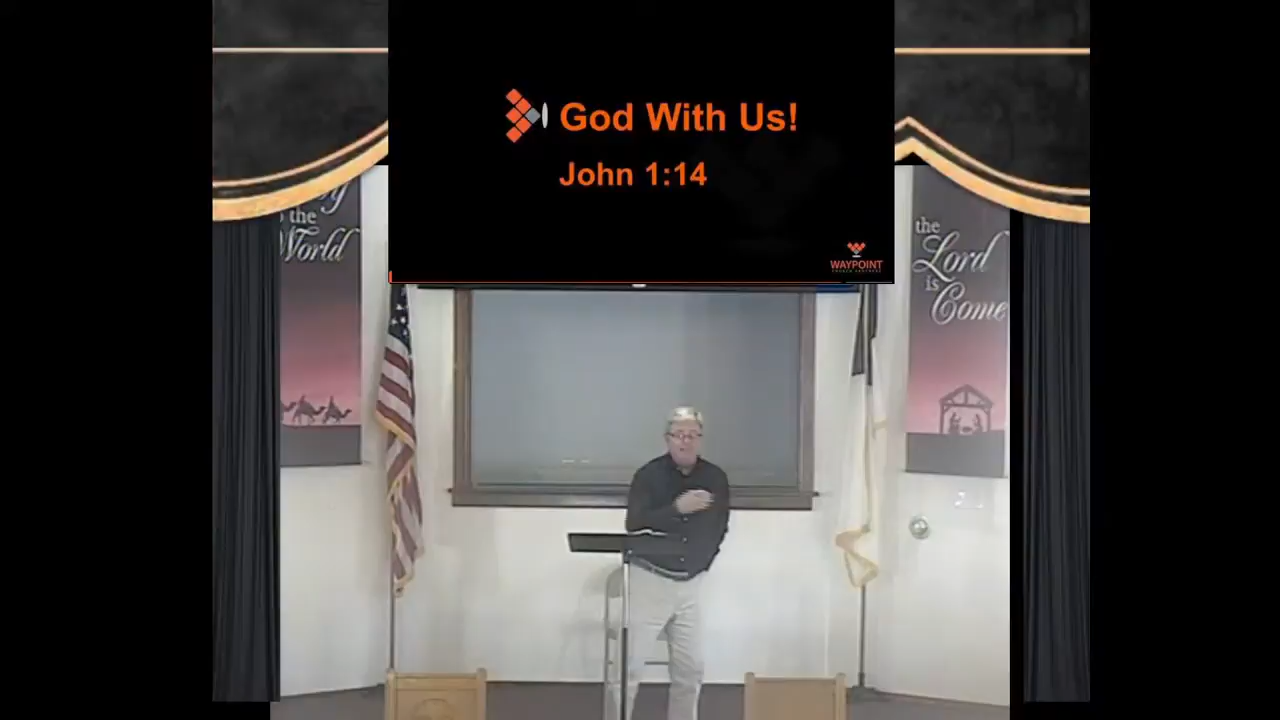 God With Us!
John 1:14
WAYPOINT
the
World
the
Lord
is
Come